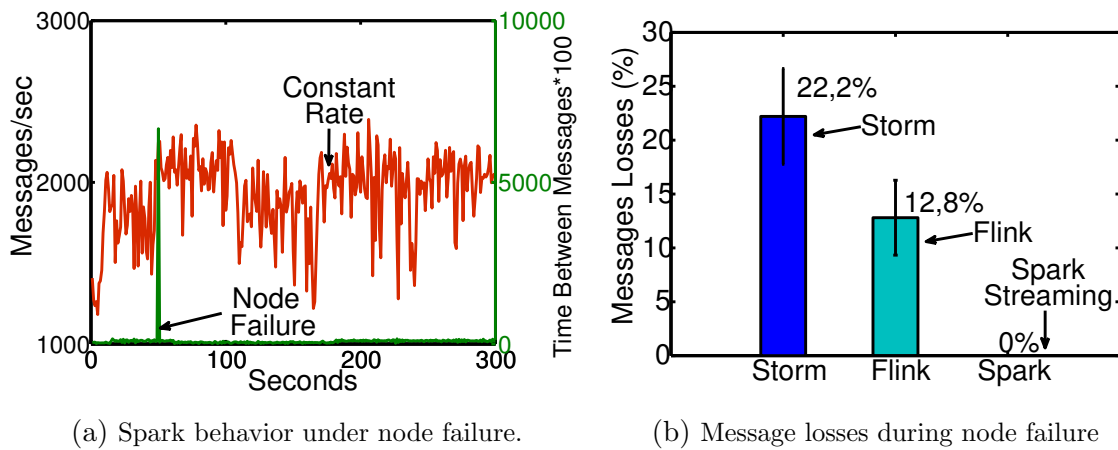 3000
2000
1000
Messages/sec
10000
5000
0
Time Between Messages*100
Constant
Rate
Node
Failure
0
100
200
300
Seconds
(a) Spark behavior under node failure.
30
25
20
15
10
5
0
Messages Losses (%)
22,2%
Storm
12,8%
Flink
Spark
Streaming
0%
Storm
Flink
Spark
(b) Message losses during node failure